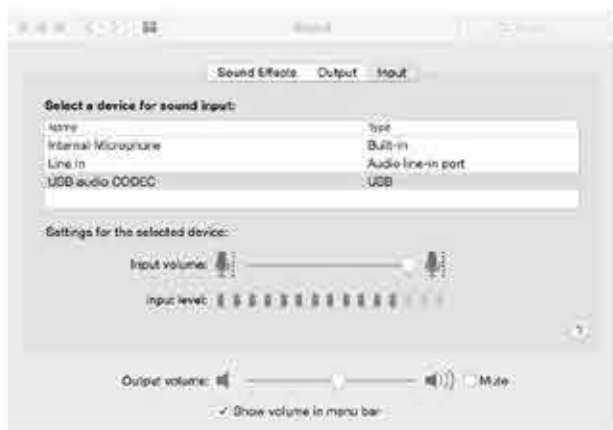 Sound
Sound Effects Output Input
Select a device for sound input:
Name Type
Internal Microphone Built-in
Line In Audio line-in port
USB audio CODEC USB
Settings for the selected device:
Input volume:
Input level:
?
Output volume: Mute
✓ Show volume in menu bar